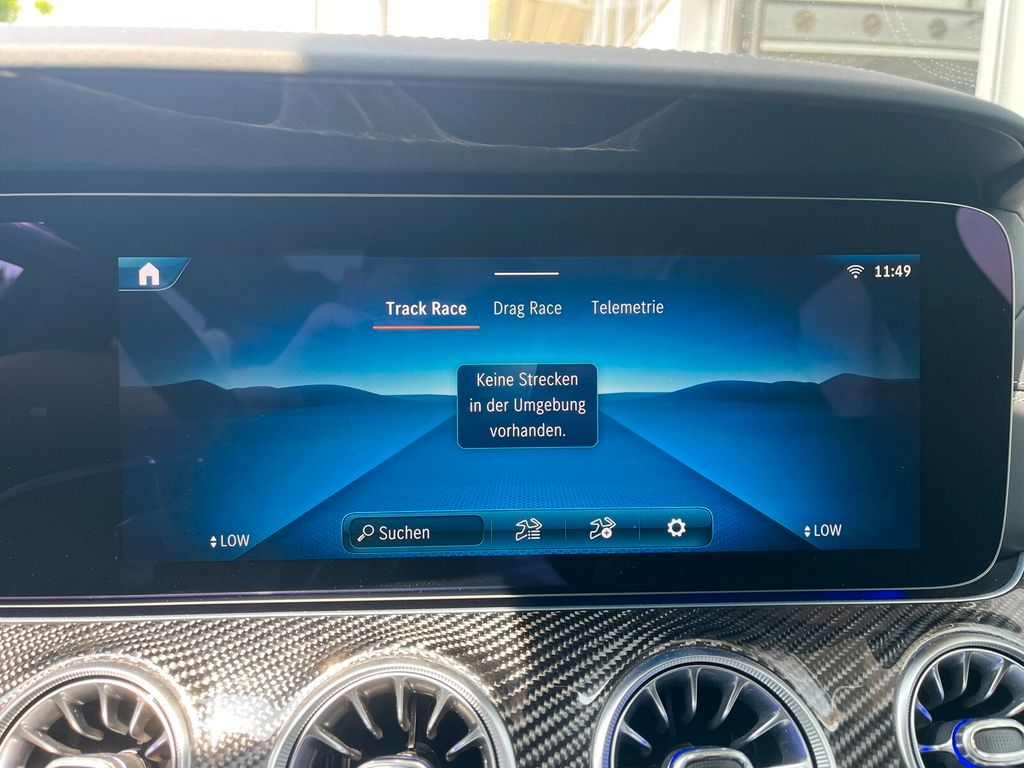 11:49
Track Race Drag Race Telemetrie
Keine Strecken
in der Umgebung
vorhanden.
LOW Suchen LOW